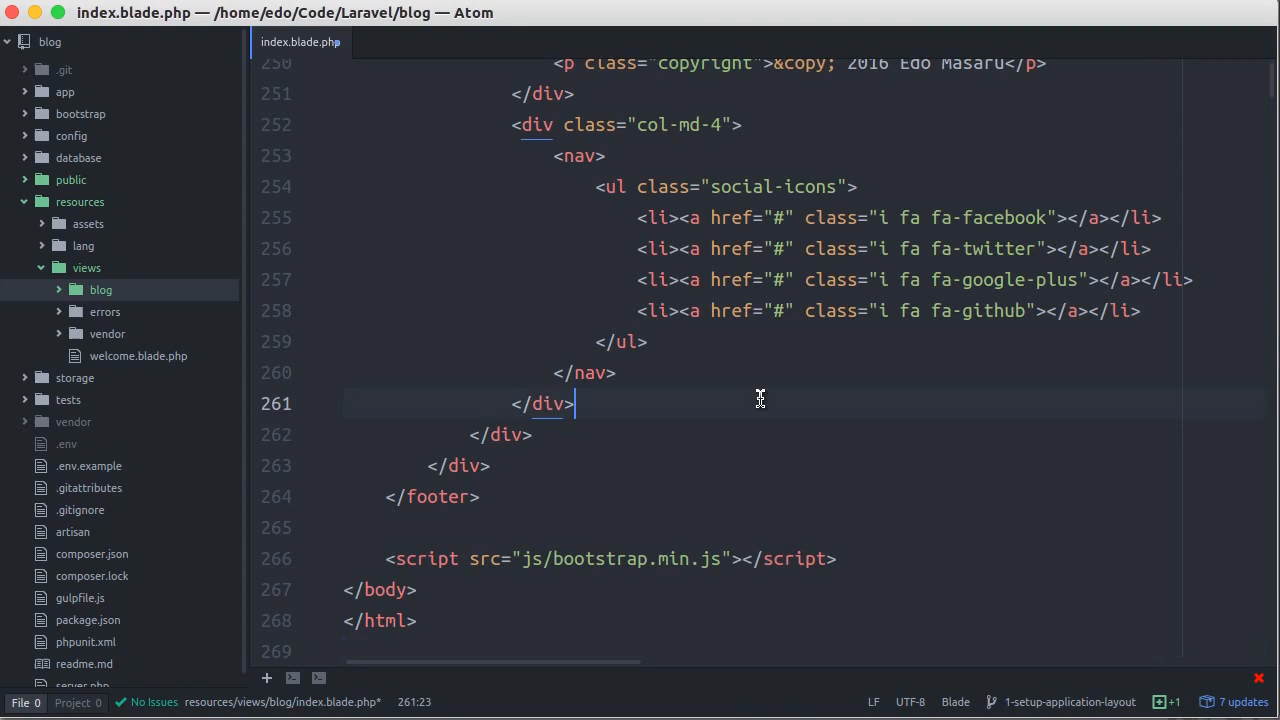 index.blade.php — /home/edo/Code/Laravel/blog — Atom
blog
.git
app
bootstrap
config
database
public
resources
assets
lang
views
blog
errors
vendor
welcome.blade.php
storage
tests
vendor
.env
.env.example
.gitattributes
.gitignore
artisan
composer.json
composer.lock
gulpfile.js
package.json
phpunit.xml
readme.md
server.php
index.blade.php
250 <p class="copyright">&copy; 2016 Edo Masaru</p>
251 </div>
252 <div class="col-md-4">
253 <nav>
254 <ul class="social-icons">
255 <li><a href="#" class="i fa fa-facebook"></a></li>
256 <li><a href="#" class="i fa fa-twitter"></a></li>
257 <li><a href="#" class="i fa fa-google-plus"></a></li>
258 <li><a href="#" class="i fa fa-github"></a></li>
259 </ul>
260 </nav>
261 </div>
262 </div>
263 </div>
264 </footer>
265
266 <script src="js/bootstrap.min.js"></script>
267 </body>
268 </html>
269
File 0 Project 0 No Issues resources/views/blog/index.blade.php* 261:23 LF UTF-8 Blade 1-setup-application-layout +1 7 updates